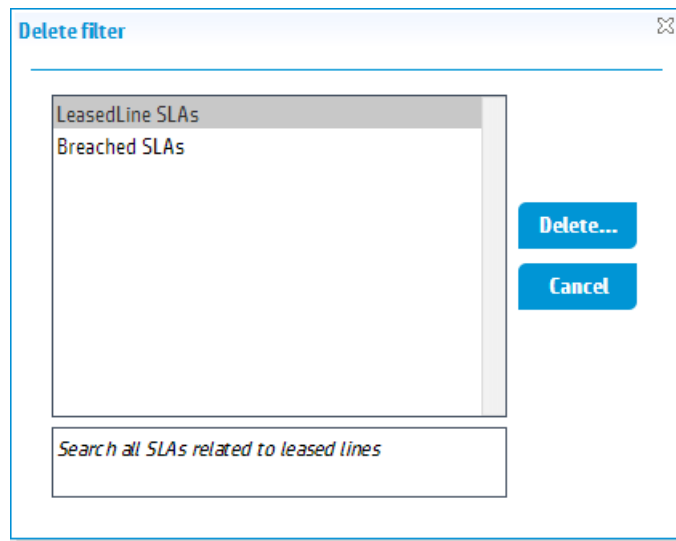 Delete filter
LeasedLine SLAs
Breached SLAs
Delete...
Cancel
Search all SLAs related to leased lines